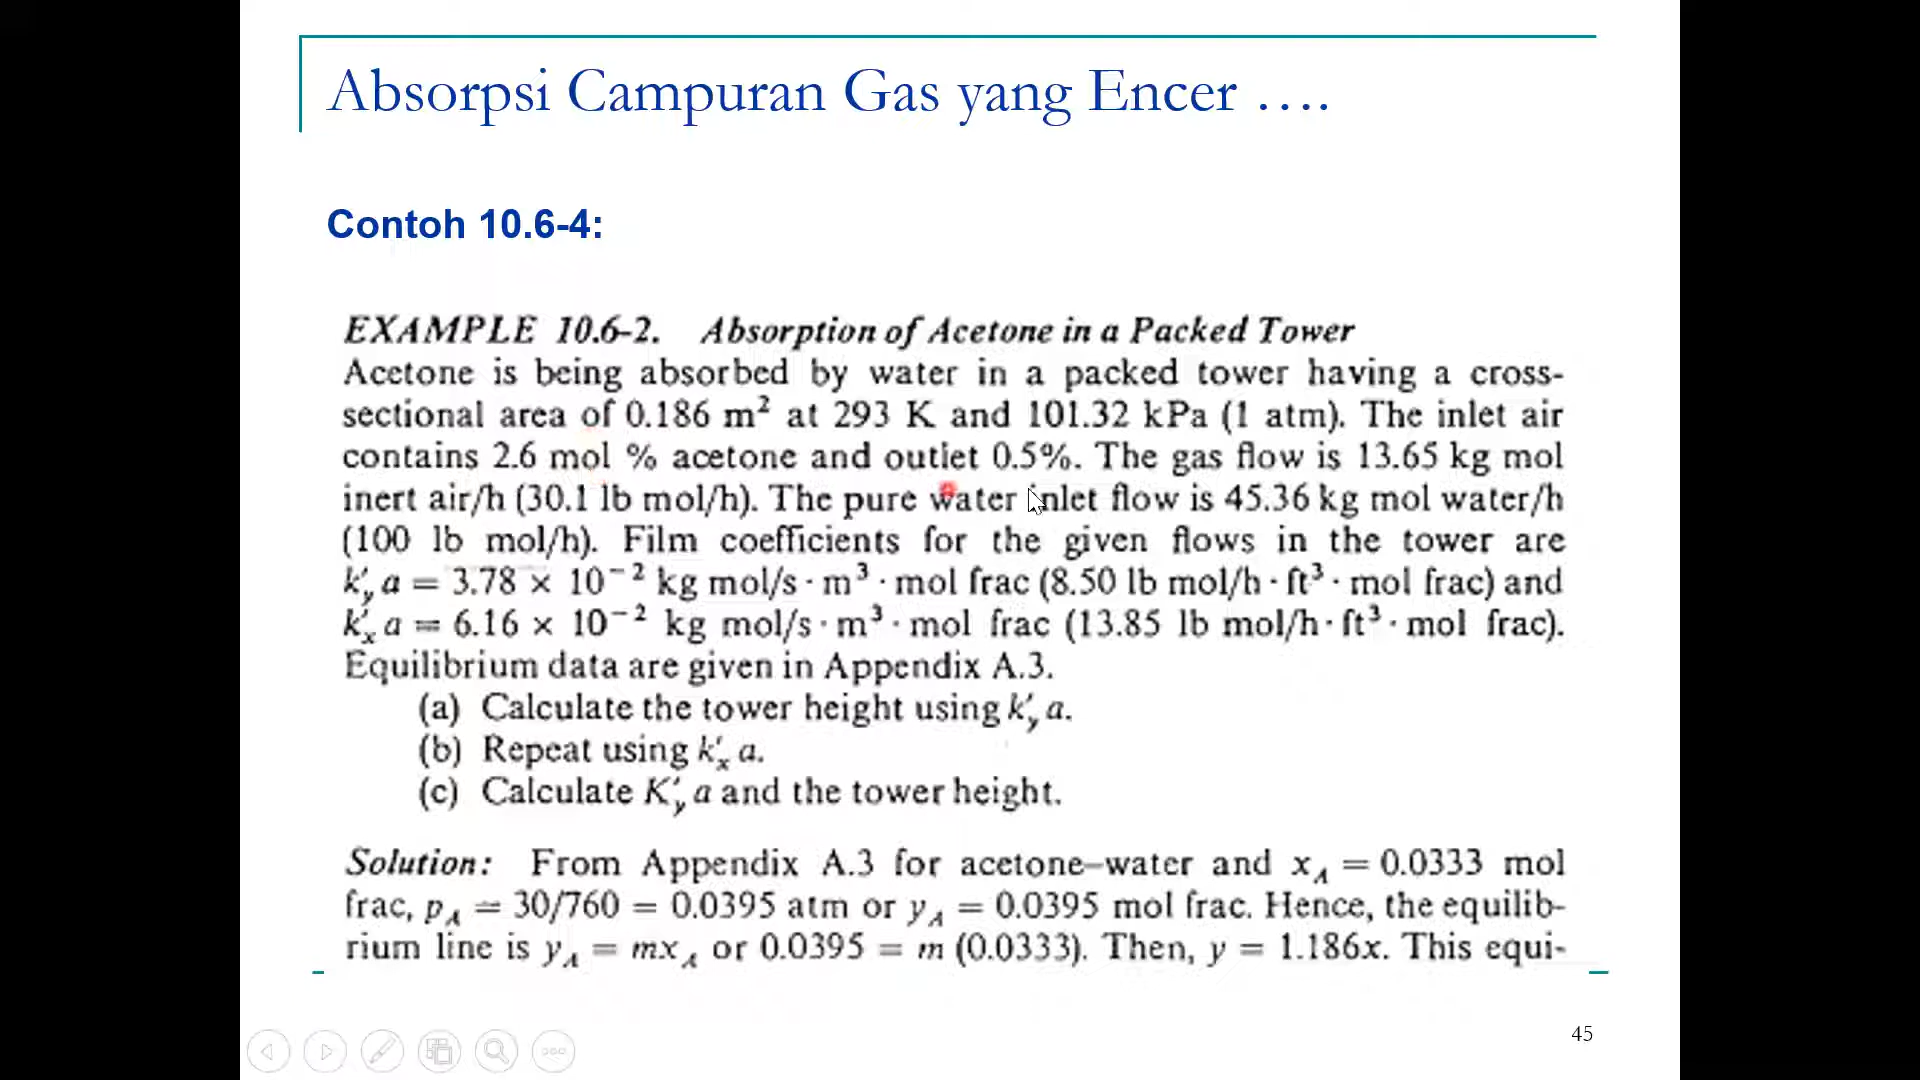 Absorpsi Campuran Gas yang Encer ....
Contoh 10.6-4:
EXAMPLE 10.6-2. Absorption of Acetone in a Packed Tower
Acetone is being absorbed by water in a packed tower having a cross-
sectional area of 0.186 m² at 293 K and 101.32 kPa (1 atm). The inlet air
contains 2.6 mol % acetone and outlet 0.5%. The gas flow is 13.65 kg mol
inert air/h (30.1 lb mol/h). The pure water inlet flow is 45.36 kg mol water/h
(100 lb mol/h). Film coefficients for the given flows in the tower are
k'_y a = 3.78 × 10⁻² kg mol/s · m³ · mol frac (8.50 lb mol/h · ft³ · mol frac) and
k'_x a = 6.16 × 10⁻² kg mol/s · m³ · mol frac (13.85 lb mol/h · ft³ · mol frac).
Equilibrium data are given in Appendix A.3.
(a) Calculate the tower height using k'_y a.
(b) Repeat using k'_x a.
(c) Calculate K'_y a and the tower height.
Solution: From Appendix A.3 for acetone–water and x_A = 0.0333 mol
frac, p_A = 30/760 = 0.0395 atm or y_A = 0.0395 mol frac. Hence, the equilib-
rium line is y_A = mx_A or 0.0395 = m (0.0333). Then, y = 1.186x. This equi-
45